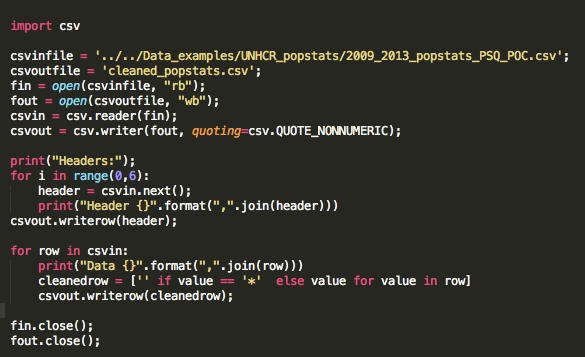 import csv
csvinfile = '../../Data_examples/UNHCR_popstats/2009_2013_popstats_PSQ_POC.csv';
csvoutfile = 'cleaned_popstats.csv';
fin = open(csvinfile, "rb");
fout = open(csvoutfile, "wb");
csvin = csv.reader(fin);
csvout = csv.writer(fout, quoting=csv.QUOTE_NONNUMERIC);
print("Headers:");
for i in range(0,6):
    header = csvin.next();
    print("Header {}".format(",".join(header)))
csvout.writerow(header);
for row in csvin:
    print("Data {}".format(",".join(row)))
    cleanedrow = ['' if value == '*'  else value for value in row]
    csvout.writerow(cleanedrow);
fin.close();
fout.close();